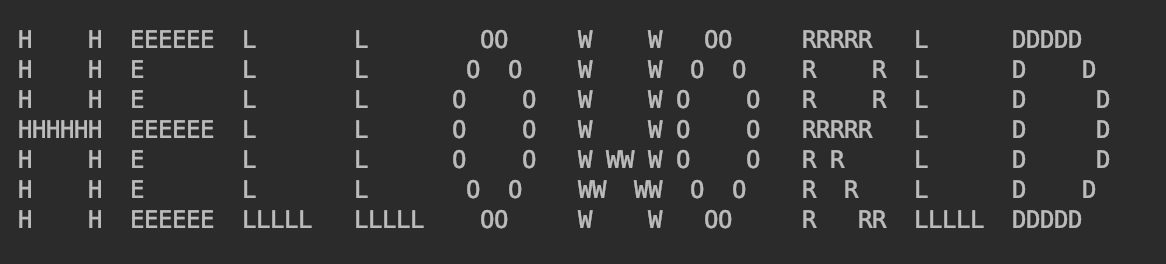 H    H  EEEEEE  L       L        OO     W    W   OO     RRRRR   L      DDDDD
H    H  E       L       L       O  O    W    W  O  O    R    R  L      D    D
H    H  E       L       L      O    O   W    W O    O   R    R  L      D     D
HHHHHH  EEEEEE  L       L      O    O   W    W O    O   RRRRR   L      D     D
H    H  E       L       L      O    O   W WW W O    O   R R     L      D     D
H    H  E       L       L       O  O    WW  WW  O  O    R  R    L      D    D
H    H  EEEEEE  LLLLL   LLLLL    OO     W    W   OO     R   RR  LLLLL  DDDDD